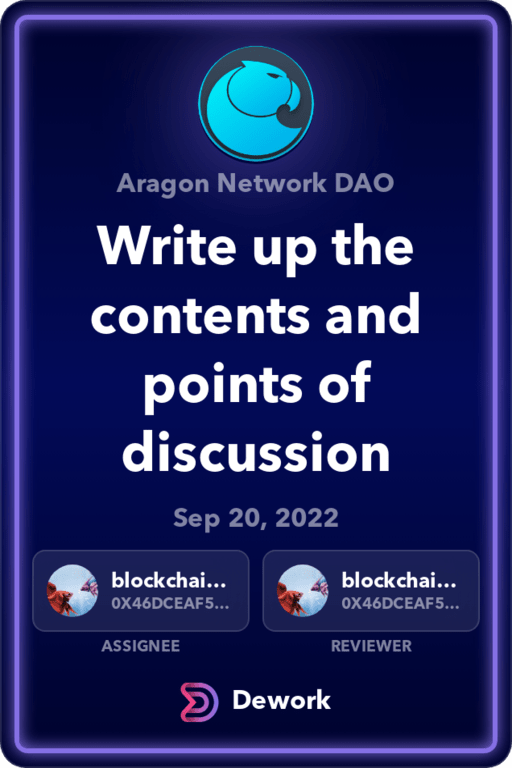 Aragon Network DAO
Write up the
contents and
points of
discussion
Sep 20, 2022
blockchai...
0X46DCEAF5...
ASSIGNEE
blockchai...
0X46DCEAF5...
REVIEWER
Dework